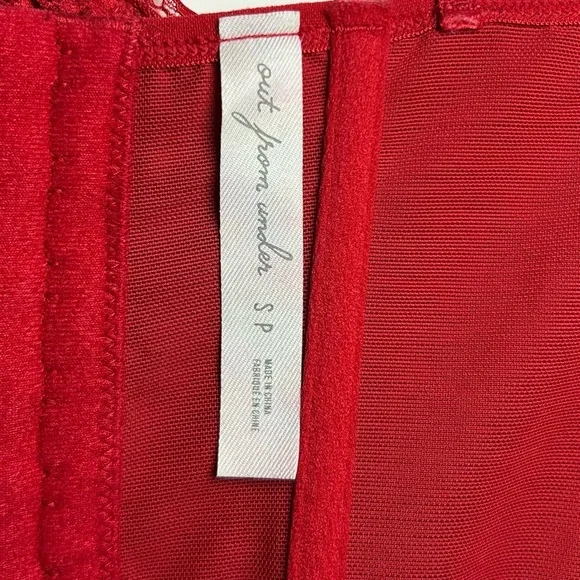 out from under
S P
MADE IN CHINA
FABRIQUÉ EN CHINE